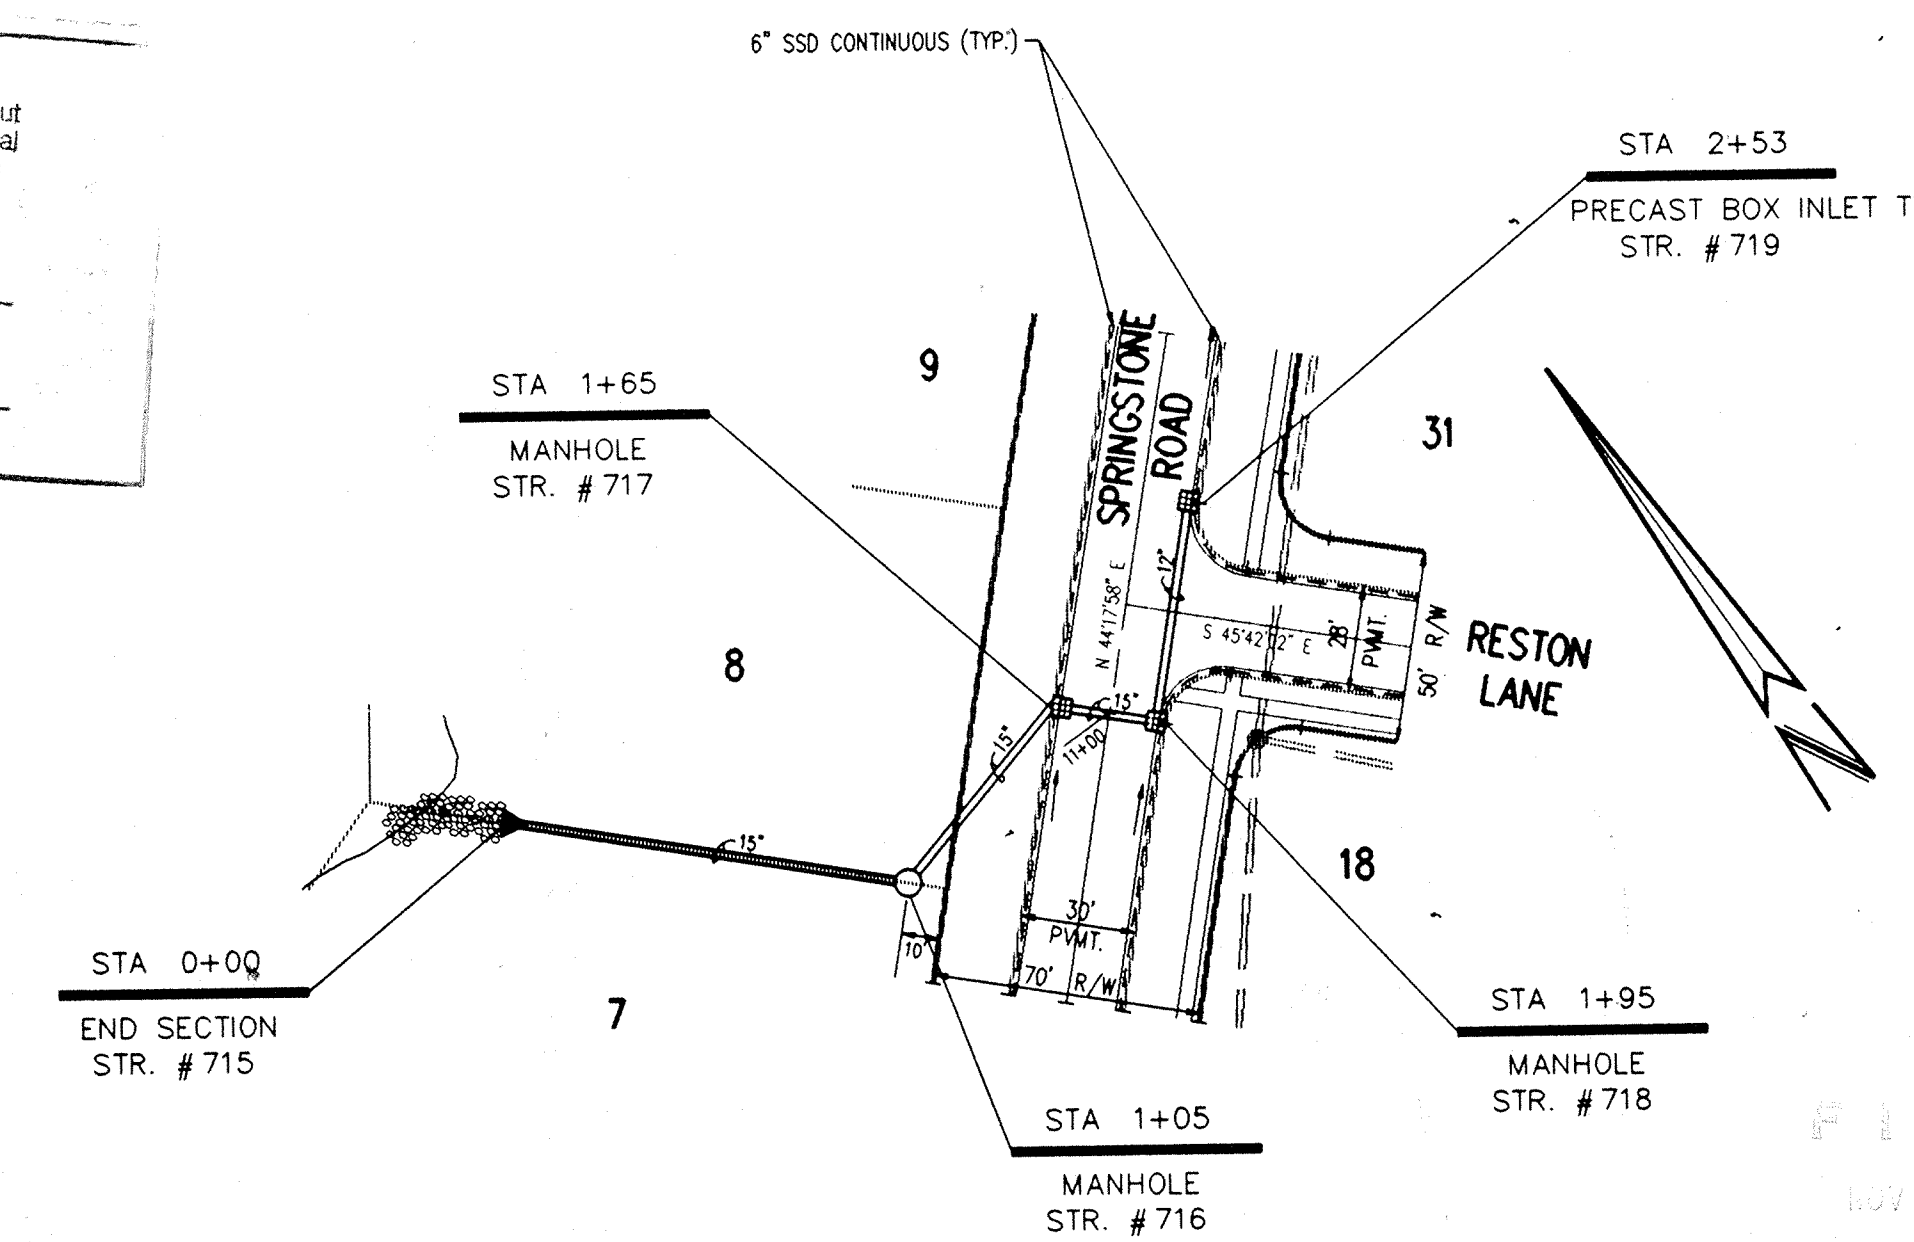 6" SSD CONTINUOUS (TYP.)
ut
al
STA 2+53
PRECAST BOX INLET T
STR. #719
9
STA 1+65
MANHOLE
STR. #717
SPRINGSTONE
ROAD
31
12"
N 44°17'58" E
S 45°42'02" E
28'
PVMT.
50' R/W
RESTON
LANE
8
15"
11+00
15"
15"
18
30'
PVMT.
10'
70' R/W
STA 0+00
END SECTION
STR. #715
7
STA 1+95
MANHOLE
STR. #718
STA 1+05
MANHOLE
STR. #716
NOV